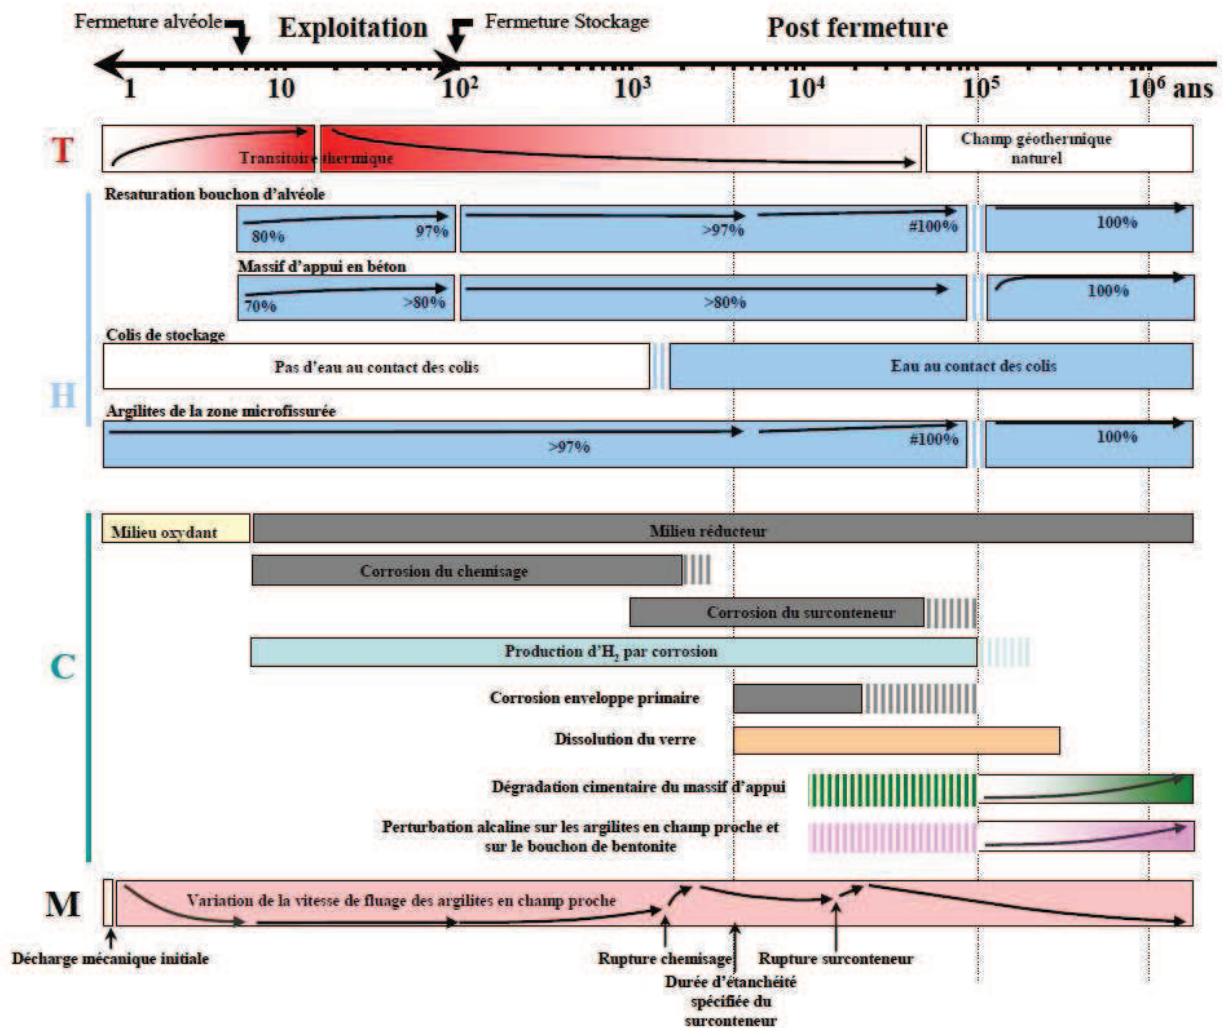 Fermeture alvéole
Exploitation
Fermeture Stockage
Post fermeture
1 10 10² 10³ 10⁴ 10⁵ 10⁶ ans
T
Transitoire thermique
Champ géothermique
naturel
H
Resaturation bouchon d'alvéole
80% 97% >97% #100% 100%
Massif d'appui en béton
70% >80% >80% 100%
Colis de stockage
Pas d'eau au contact des colis
Eau au contact des colis
Argilites de la zone microfissurée
>97% #100% 100%
C
Milieu oxydant
Milieu réducteur
Corrosion du chemisage
Corrosion du surconteneur
Production d'H₂ par corrosion
Corrosion enveloppe primaire
Dissolution du verre
Dégradation cimentaire du massif d'appui
Perturbation alcaline sur les argilites en champ proche et
sur le bouchon de bentonite
M
Variation de la vitesse de fluage des argilites en champ proche
Décharge mécanique initiale
Rupture chemisage
Rupture surconteneur
Durée d'étanchéité
spécifiée du
surconteneur